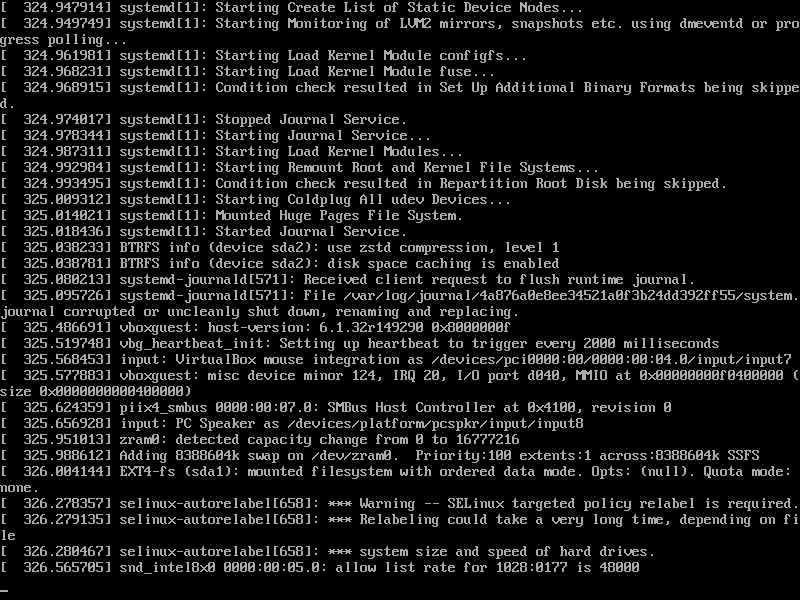 [  324.947914] systemd[1]: Starting Create List of Static Device Nodes...
[  324.949749] systemd[1]: Starting Monitoring of LVM2 mirrors, snapshots etc. using dmeventd or pro
gress polling...
[  324.961981] systemd[1]: Starting Load Kernel Module configfs...
[  324.968231] systemd[1]: Starting Load Kernel Module fuse...
[  324.968915] systemd[1]: Condition check resulted in Set Up Additional Binary Formats being skippe
d.
[  324.974017] systemd[1]: Stopped Journal Service.
[  324.978344] systemd[1]: Starting Journal Service...
[  324.987311] systemd[1]: Starting Load Kernel Modules...
[  324.992984] systemd[1]: Starting Remount Root and Kernel File Systems...
[  324.993495] systemd[1]: Condition check resulted in Repartition Root Disk being skipped.
[  325.009312] systemd[1]: Starting Coldplug All udev Devices...
[  325.014021] systemd[1]: Mounted Huge Pages File System.
[  325.018436] systemd[1]: Started Journal Service.
[  325.038233] BTRFS info (device sda2): use zstd compression, level 1
[  325.038781] BTRFS info (device sda2): disk space caching is enabled
[  325.080213] systemd-journald[571]: Received client request to flush runtime journal.
[  325.095726] systemd-journald[571]: File /var/log/journal/4a876a0e8ee34521a0f3b24dd392ff55/system.
journal corrupted or uncleanly shut down, renaming and replacing.
[  325.486691] vboxguest: host-version: 6.1.32r149290 0x8000000f
[  325.519748] vbg_heartbeat_init: Setting up heartbeat to trigger every 2000 milliseconds
[  325.568453] input: VirtualBox mouse integration as /devices/pci0000:00/0000:00:04.0/input/input7
[  325.577883] vboxguest: misc device minor 124, IRQ 20, I/O port d040, MMIO at 0x00000000f0400000 (
size 0x0000000000400000)
[  325.624359] piix4_smbus 0000:00:07.0: SMBus Host Controller at 0x4100, revision 0
[  325.656928] input: PC Speaker as /devices/platform/pcspkr/input/input8
[  325.951013] zram0: detected capacity change from 0 to 16777216
[  325.988612] Adding 8388604k swap on /dev/zram0.  Priority:100 extents:1 across:8388604k SSFS
[  326.004144] EXT4-fs (sda1): mounted filesystem with ordered data mode. Opts: (null). Quota mode:
none.
[  326.278357] selinux-autorelabel[658]: *** Warning -- SELinux targeted policy relabel is required.
[  326.279135] selinux-autorelabel[658]: *** Relabeling could take a very long time, depending on fi
le
[  326.280467] selinux-autorelabel[658]: *** system size and speed of hard drives.
[  326.565705] snd_intel8x0 0000:00:05.0: allow list rate for 1028:0177 is 48000
_